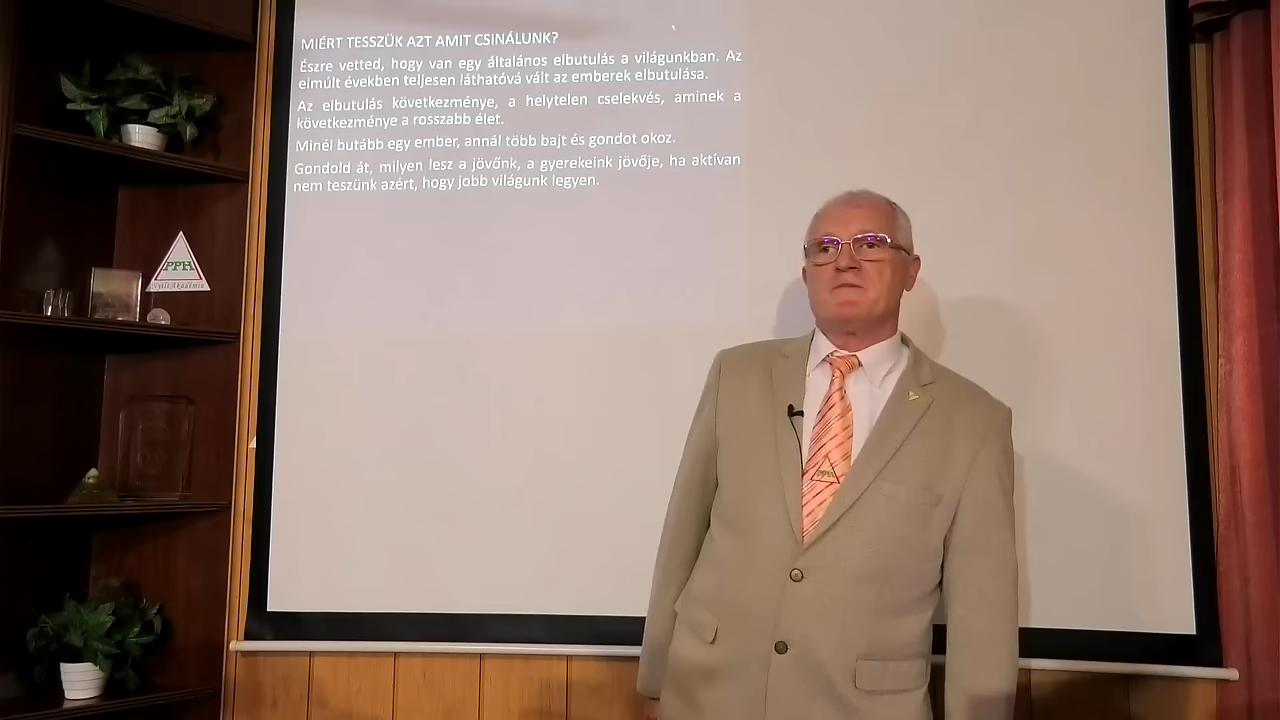 MIÉRT TESSZÜK AZT AMIT CSINÁLUNK?
Észre vetted, hogy van egy általános elbutulás a világunkban. Az
elmúlt években teljesen láthatóvá vált az emberek elbutulása.
Az elbutulás következménye, a helytelen cselekvés, aminek a
következménye a rosszabb élet.
Minél butább egy ember, annál több bajt és gondot okoz.
Gondold át, milyen lesz a jövőnk, a gyerekeink jövője, ha aktívan
nem teszünk azért, hogy jobb világunk legyen.
PPH
Nyílt Akadémia
PPH